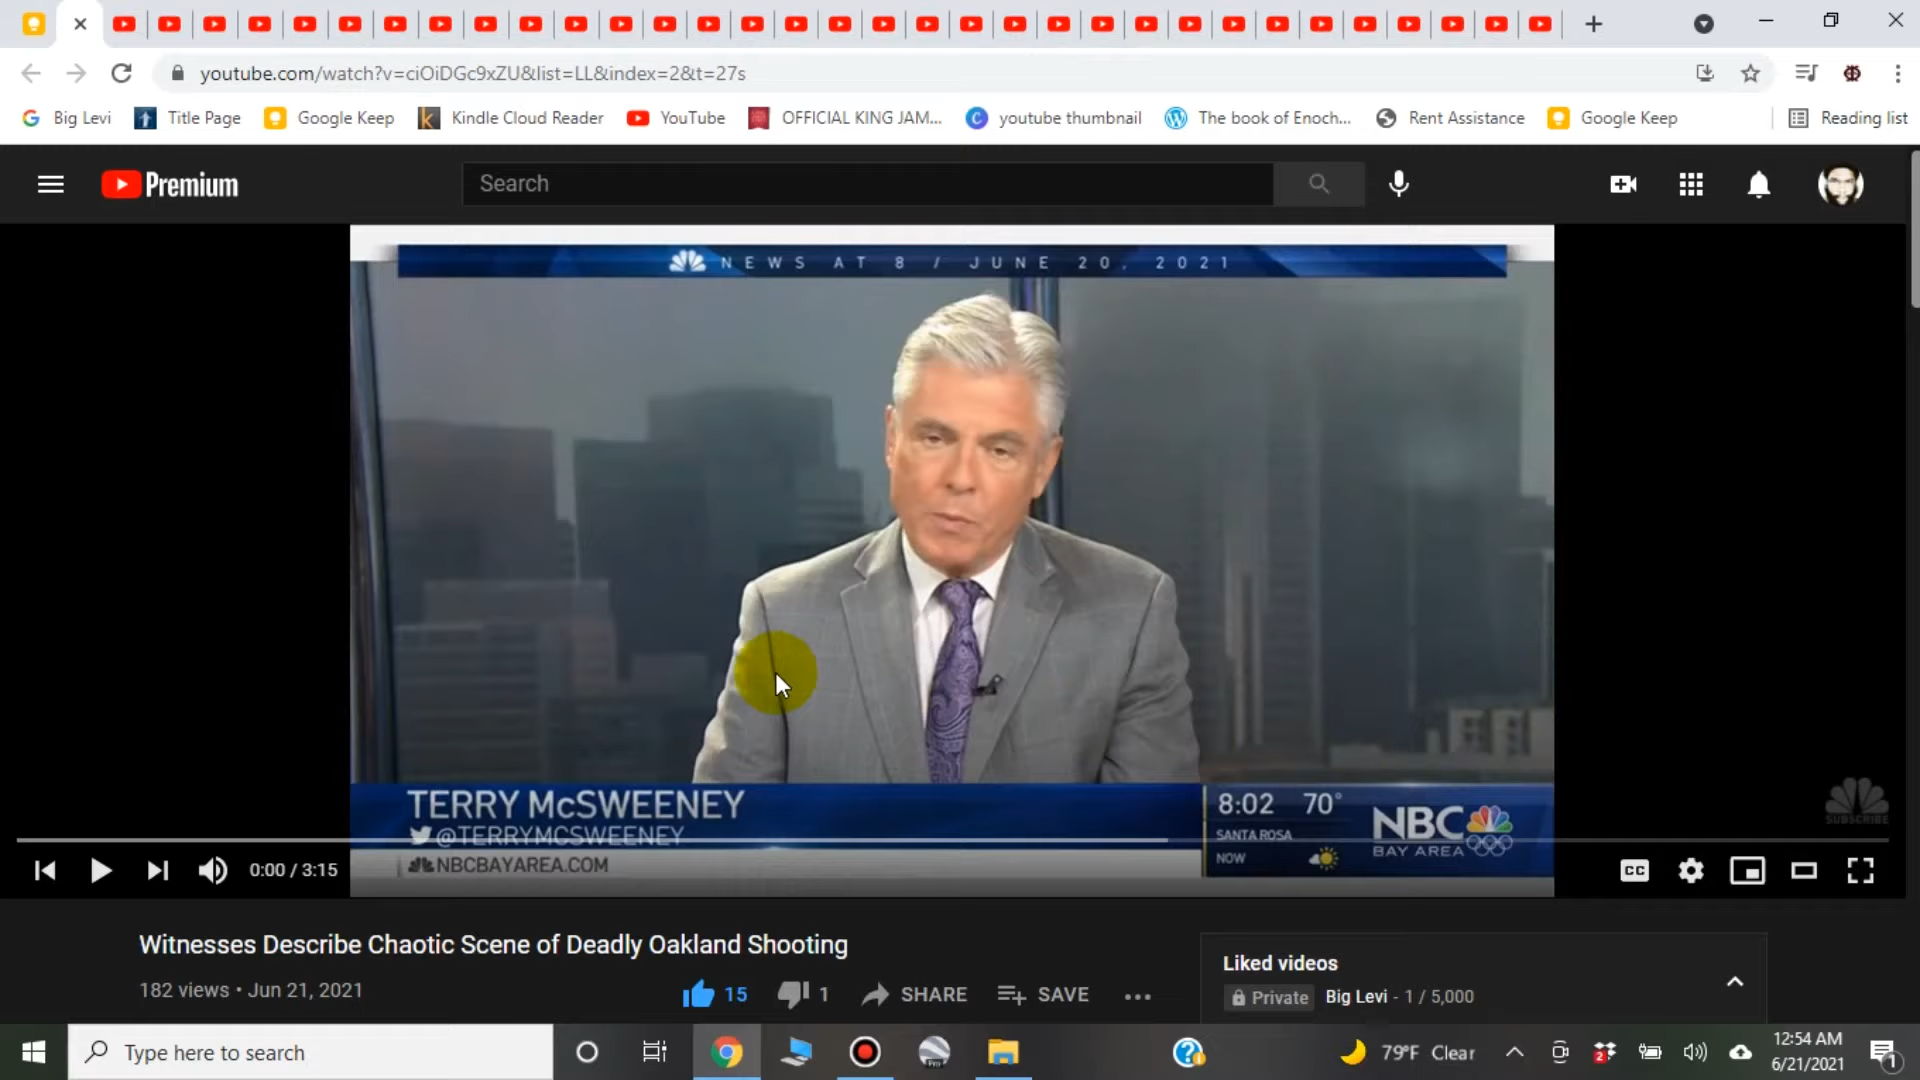 youtube.com/watch?v=ciOiDGc9xZU&list=LL&index=2&t=27s
Big Levi
Title Page
Google Keep
Kindle Cloud Reader
YouTube
OFFICIAL KING JAM...
youtube thumbnail
The book of Enoch...
Rent Assistance
Google Keep
Reading list
Premium
Search
NEWS AT 8 / JUNE 20, 2021
TERRY McSWEENEY
@TERRYMCSWEENEY
NBCBAYAREA.COM
8:02 70°
SANTA ROSA
NOW
NBC
BAY AREA
SUBSCRIBE
0:00 / 3:15
CC
Witnesses Describe Chaotic Scene of Deadly Oakland Shooting
182 views • Jun 21, 2021
15
1
SHARE
SAVE
Liked videos
Private Big Levi - 1 / 5,000
Type here to search
79°F Clear
2
12:54 AM
6/21/2021
1